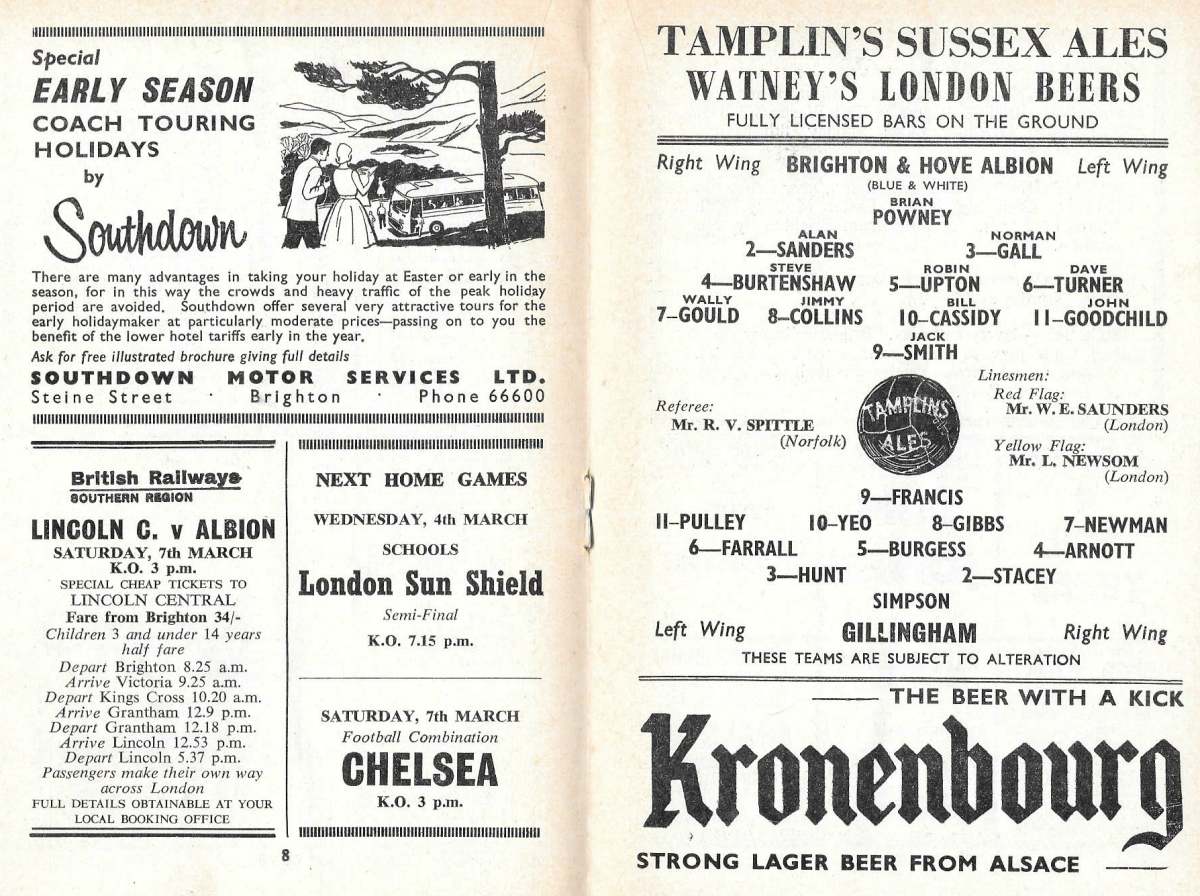 Special
EARLY SEASON
COACH TOURING
HOLIDAYS
by
Southdown
There are many advantages in taking your holiday at Easter or early in the
season, for in this way the crowds and heavy traffic of the peak holiday
period are avoided. Southdown offer several very attractive tours for the
early holidaymaker at particularly moderate prices—passing on to you the
benefit of the lower hotel tariffs early in the year.
Ask for free illustrated brochure giving full details
SOUTHDOWN MOTOR SERVICES LTD.
Steine Street · Brighton · Phone 66600
British Railways
SOUTHERN REGION
LINCOLN C. v ALBION
SATURDAY, 7th MARCH
K.O. 3 p.m.
SPECIAL CHEAP TICKETS TO
LINCOLN CENTRAL
Fare from Brighton 34/-
Children 3 and under 14 years
half fare
Depart Brighton 8.25 a.m.
Arrive Victoria 9.25 a.m.
Depart Kings Cross 10.20 a.m.
Arrive Grantham 12.9 p.m.
Depart Grantham 12.18 p.m.
Arrive Lincoln 12.53 p.m.
Depart Lincoln 5.37 p.m.
Passengers make their own way
across London
FULL DETAILS OBTAINABLE AT YOUR
LOCAL BOOKING OFFICE
NEXT HOME GAMES
WEDNESDAY, 4th MARCH
SCHOOLS
London Sun Shield
Semi-Final
K.O. 7.15 p.m.
SATURDAY, 7th MARCH
Football Combination
CHELSEA
K.O. 3 p.m.
8
TAMPLIN'S SUSSEX ALES
WATNEY'S LONDON BEERS
FULLY LICENSED BARS ON THE GROUND
Right Wing BRIGHTON & HOVE ALBION Left Wing
(BLUE & WHITE)
BRIAN
POWNEY
ALAN NORMAN
2—SANDERS 3—GALL
STEVE ROBIN DAVE
4—BURTENSHAW 5—UPTON 6—TURNER
WALLY JIMMY BILL JOHN
7—GOULD 8—COLLINS 10—CASSIDY 11—GOODCHILD
JACK
9—SMITH
Referee:
Mr. R. V. SPITTLE
(Norfolk)
TAMPLINS
ALES
Linesmen:
Red Flag:
Mr. W. E. SAUNDERS
(London)
Yellow Flag:
Mr. L. NEWSOM
(London)
9—FRANCIS
11—PULLEY 10—YEO 8—GIBBS 7—NEWMAN
6—FARRALL 5—BURGESS 4—ARNOTT
3—HUNT 2—STACEY
SIMPSON
Left Wing GILLINGHAM Right Wing
THESE TEAMS ARE SUBJECT TO ALTERATION
THE BEER WITH A KICK
Kronenbourg
STRONG LAGER BEER FROM ALSACE